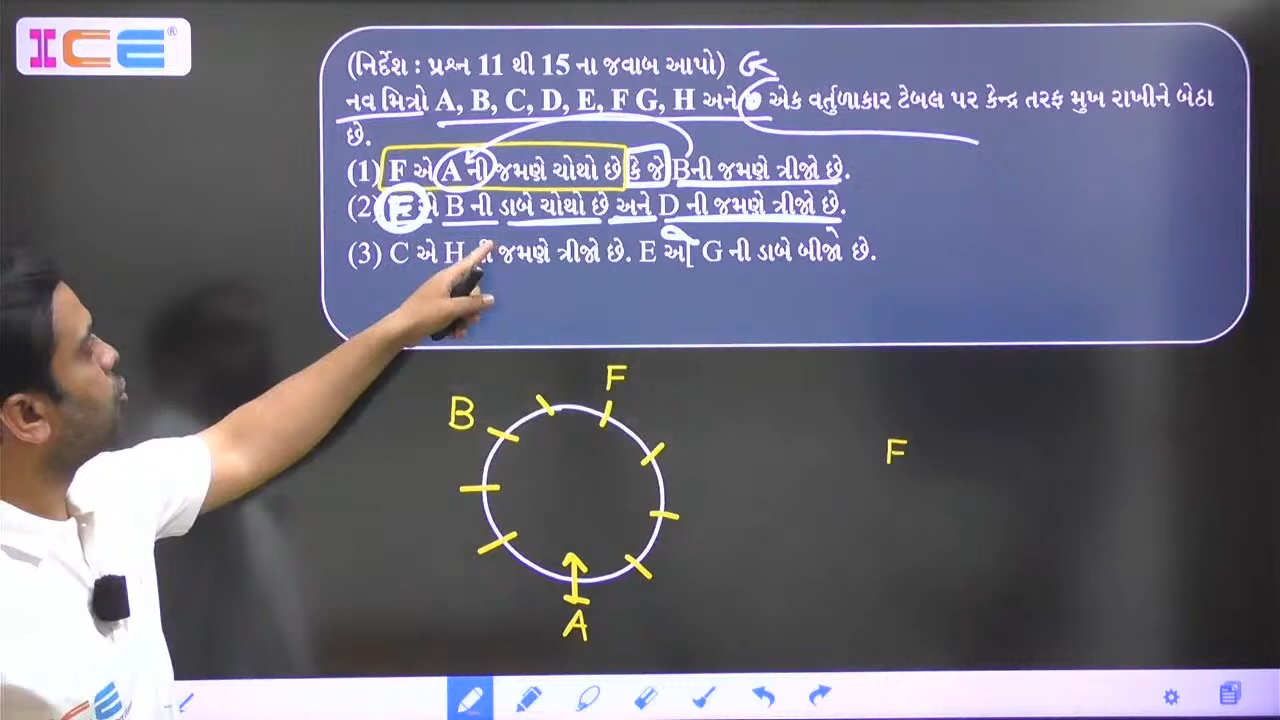 ICE®
(નિર્દેશ : પ્રશ્ન 11 થી 15 ના જવાબ આપો) G
નવ મિત્રો A, B, C, D, E, F G, H અને એક વર્તુળાકાર ટેબલ પર કેન્દ્ર તરફ મુખ રાખીને બેઠા
છે.
(1) F એ A ની જમણે ચોથો છે કે જે B ની જમણે ત્રીજો છે.
(2) E એ B ની ડાબે ચોથો છે અને D ની જમણે ત્રીજો છે.
(3) C એ H ની જમણે ત્રીજો છે. E એ G ની ડાબે બીજો છે.
F
B
F
A